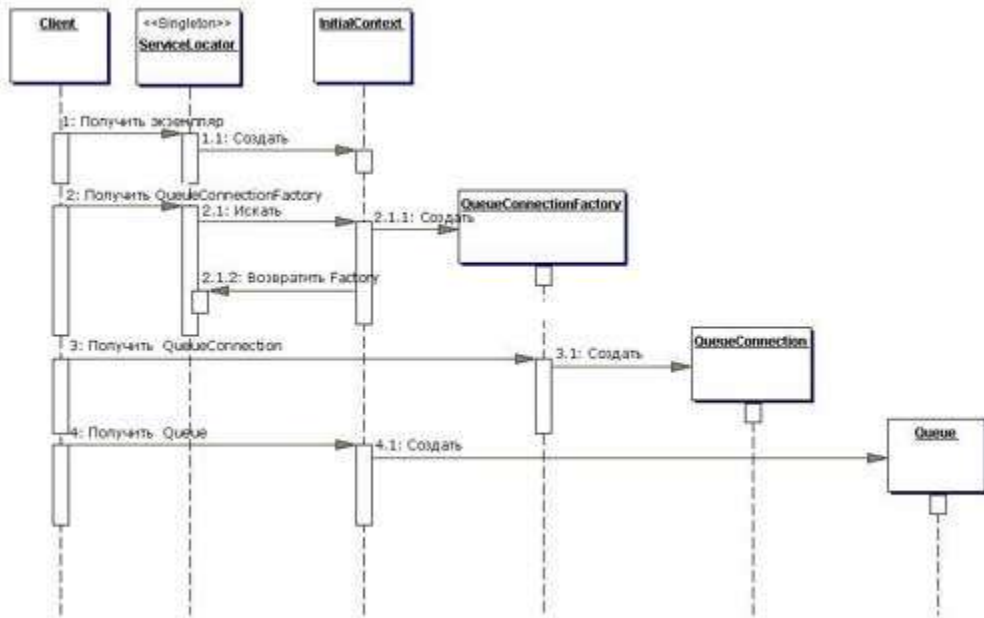 Client
<<Singleton>>
ServiceLocator
InitialContext
1: Получить экземпляр
1.1: Создать
2: Получить QueueConnectionFactory
2.1: Искать
2.1.1: Создать
QueueConnectionFactory
2.1.2: Возвратить Factory
3: Получить QueueConnection
3.1: Создать
QueueConnection
4: Получить Queue
4.1: Создать
Queue